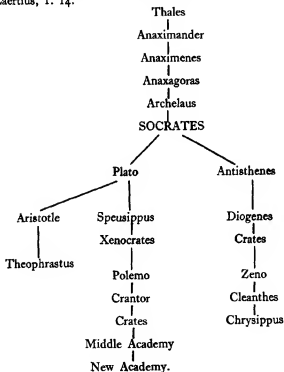 Laertius, 1. 14.
Thales
Anaximander
Anaximenes
Anaxagoras
Archelaus
SOCRATES
Plato Antisthenes
Aristotle Speusippus Diogenes
Xenocrates Crates
Theophrastus
Polemo Zeno
Crantor Cleanthes
Crates Chrysippus
Middle Academy
New Academy.